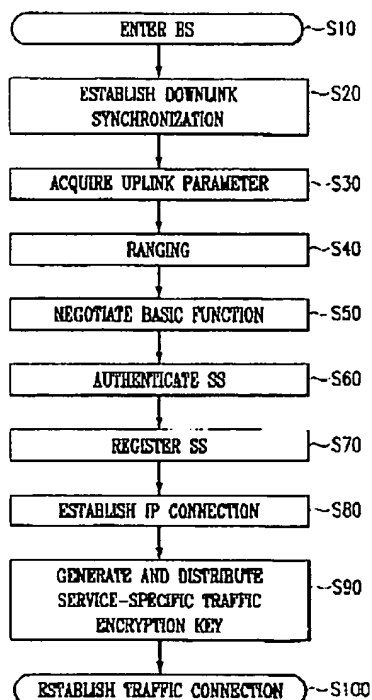 ENTER BS
S10
ESTABLISH DOWNLINK
SYNCHRONIZATION
S20
ACQUIRE UPLINK PARAMETER
S30
RANGING
S40
NEGOTIATE BASIC FUNCTION
S50
AUTHENTICATE SS
S60
REGISTER SS
S70
ESTABLISH IP CONNECTION
S80
GENERATE AND DISTRIBUTE
SERVICE-SPECIFIC TRAFFIC
ENCRYPTION KEY
S90
ESTABLISH TRAFFIC CONNECTION
S100